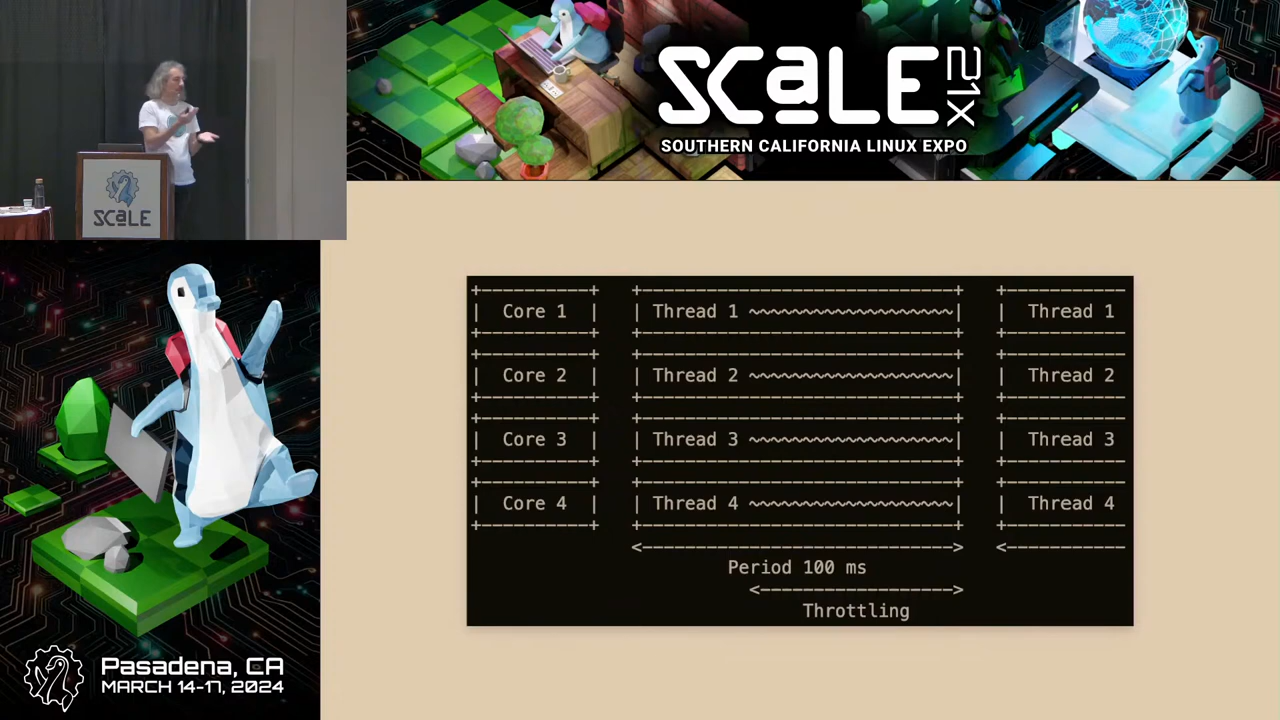 SCALE
21X
SOUTHERN CALIFORNIA LINUX EXPO
SCALE
Core 1 Thread 1 ~~~~~~~~~~~~~~~~~~~ Thread 1
Core 2 Thread 2 ~~~~~~~~~~~~~~~~~~~ Thread 2
Core 3 Thread 3 ~~~~~~~~~~~~~~~~~~~ Thread 3
Core 4 Thread 4 ~~~~~~~~~~~~~~~~~~~ Thread 4
Period 100 ms
Throttling
Pasadena, CA
MARCH 14-17, 2024